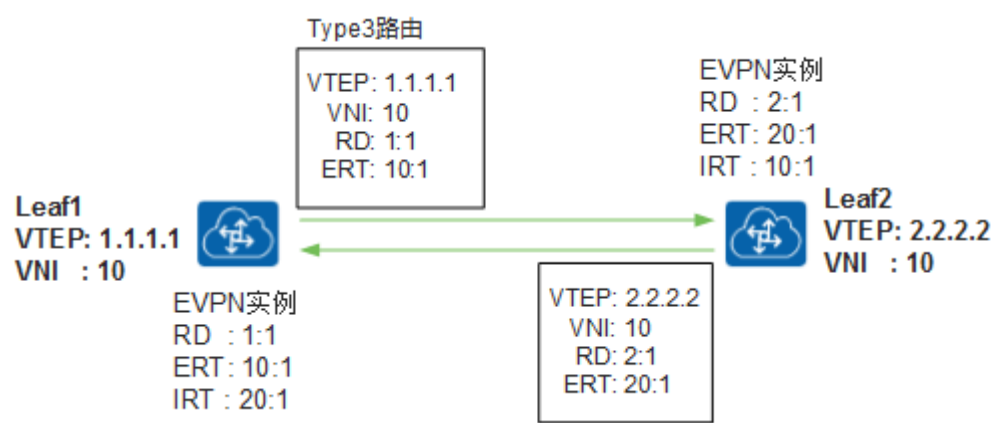 Type3路由
VTEP: 1.1.1.1
VNI: 10
RD: 1:1
ERT: 10:1
EVPN实例
RD : 2:1
ERT: 20:1
IRT : 10:1
Leaf1
VTEP: 1.1.1.1
VNI : 10
Leaf2
VTEP: 2.2.2.2
VNI : 10
EVPN实例
RD : 1:1
ERT: 10:1
IRT : 20:1
VTEP: 2.2.2.2
VNI: 10
RD: 2:1
ERT: 20:1